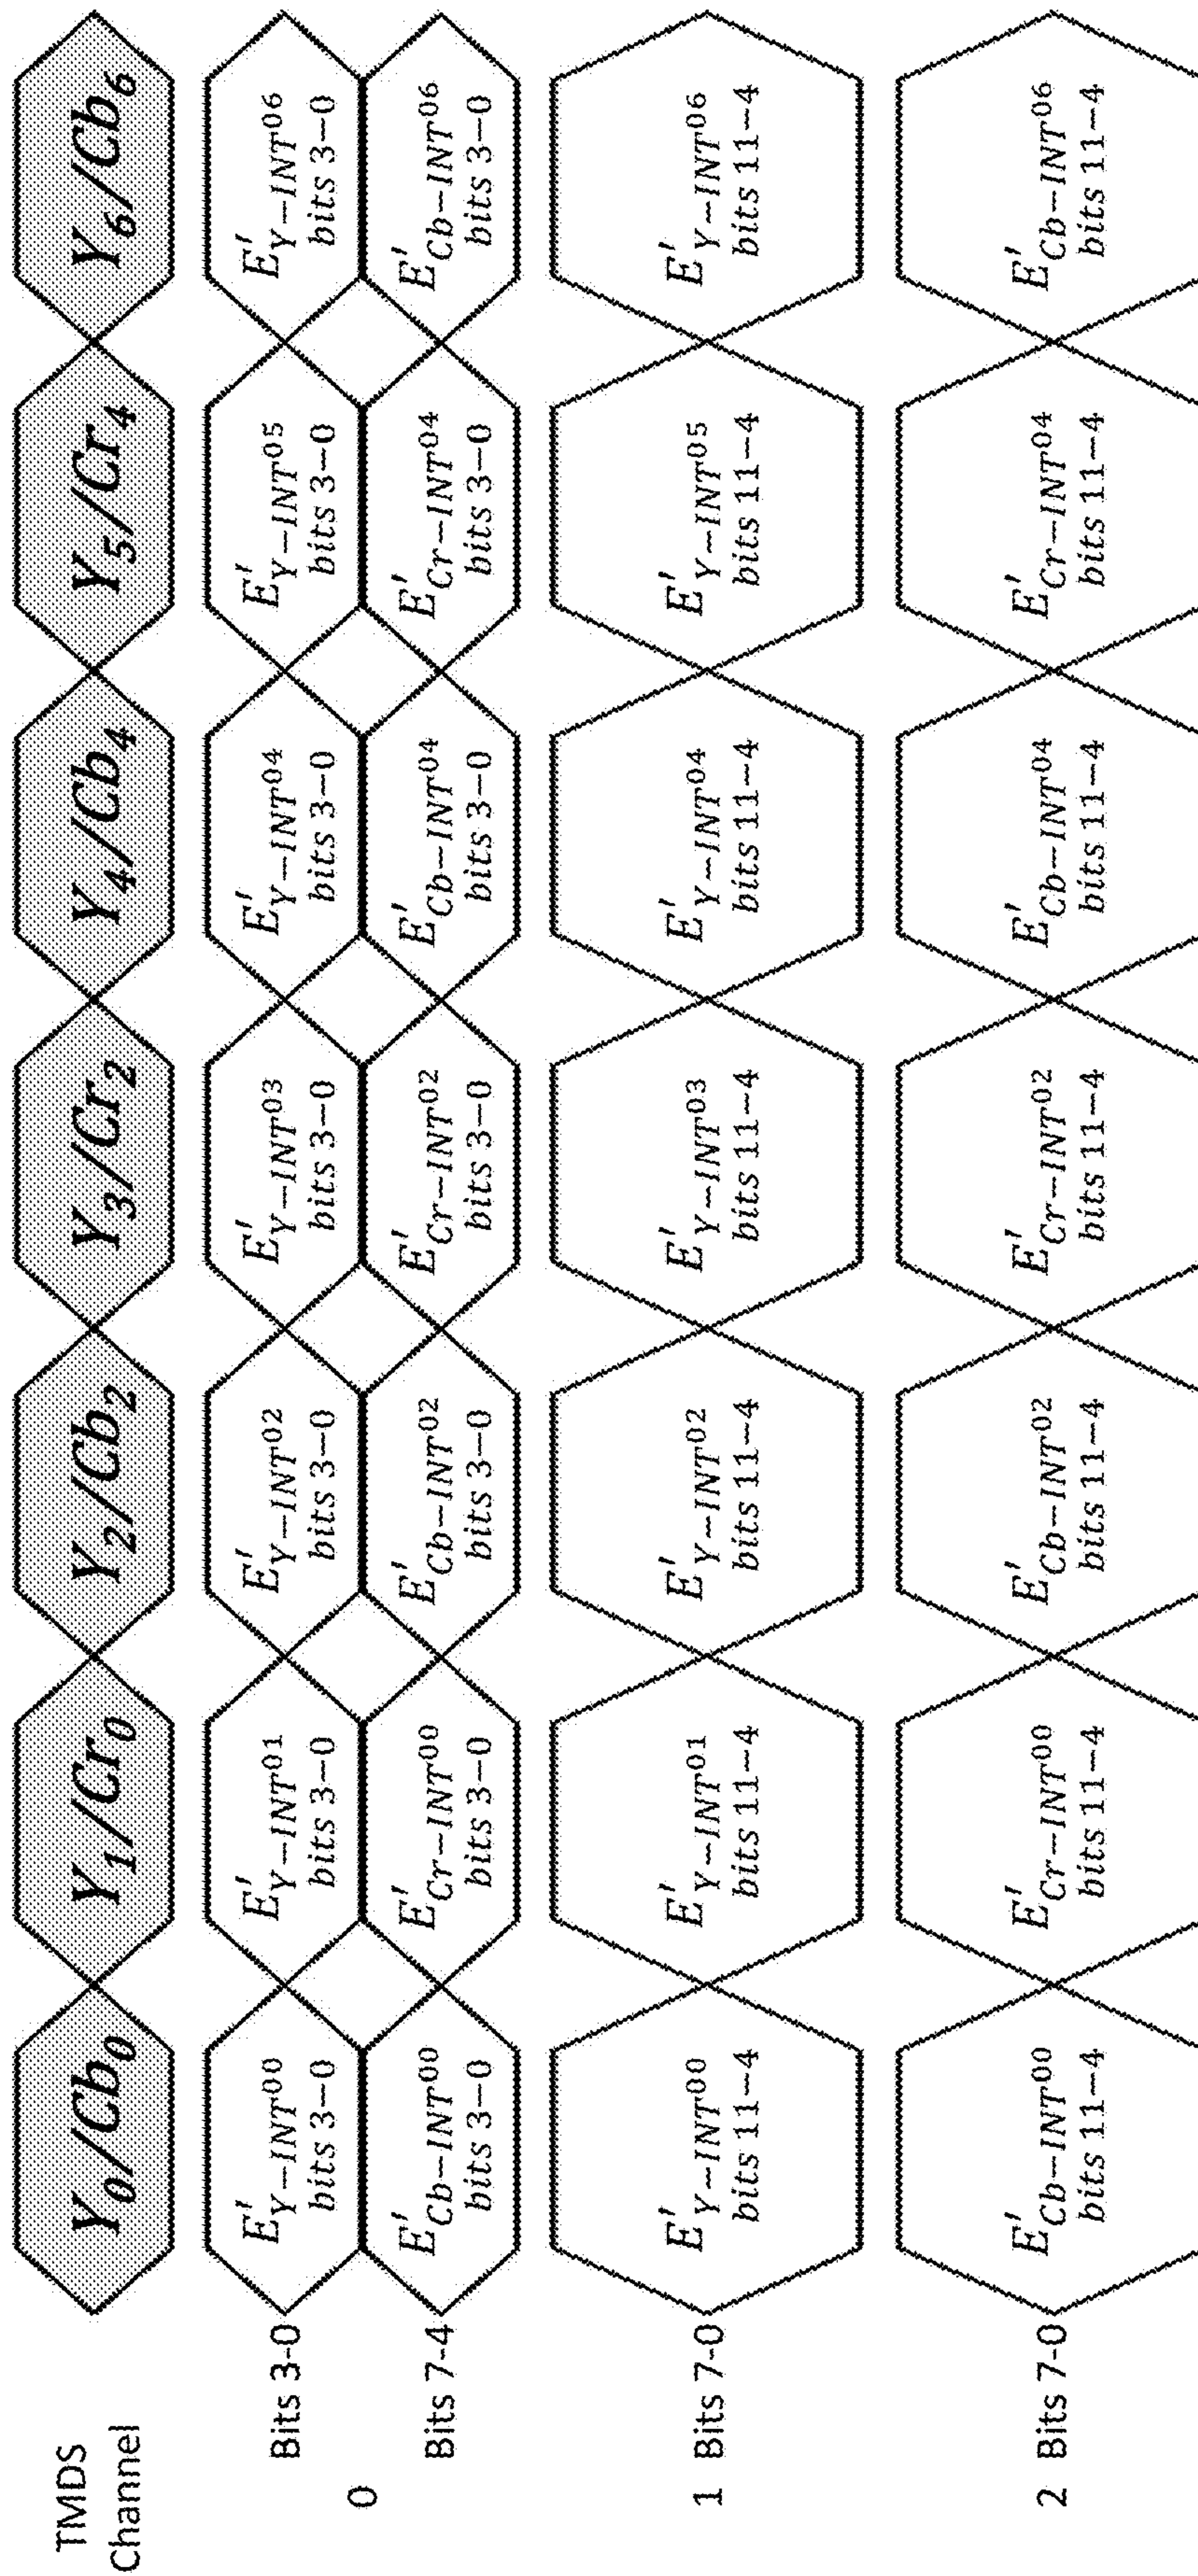 TMDS
Channel
Y₀/Cb₀ Y₁/Cr₀ Y₂/Cb₂ Y₃/Cr₂ Y₄/Cb₄ Y₅/Cr₄ Y₆/Cb₆
0
Bits 3-0
E'Y−INT⁰⁰ E'Y−INT⁰¹ E'Y−INT⁰² E'Y−INT⁰³ E'Y−INT⁰⁴ E'Y−INT⁰⁵ E'Y−INT⁰⁶
bits 3−0 bits 3−0 bits 3−0 bits 3−0 bits 3−0 bits 3−0 bits 3−0
Bits 7-4
E'Cb−INT⁰⁰ E'Cr−INT⁰⁰ E'Cb−INT⁰² E'Cr−INT⁰² E'Cb−INT⁰⁴ E'Cr−INT⁰⁴ E'Cb−INT⁰⁶
bits 3−0 bits 3−0 bits 3−0 bits 3−0 bits 3−0 bits 3−0 bits 3−0
1 Bits 7-0
E'Y−INT⁰⁰ E'Y−INT⁰¹ E'Y−INT⁰² E'Y−INT⁰³ E'Y−INT⁰⁴ E'Y−INT⁰⁵ E'Y−INT⁰⁶
bits 11−4 bits 11−4 bits 11−4 bits 11−4 bits 11−4 bits 11−4 bits 11−4
2 Bits 7-0
E'Cb−INT⁰⁰ E'Cr−INT⁰⁰ E'Cb−INT⁰² E'Cr−INT⁰² E'Cb−INT⁰⁴ E'Cr−INT⁰⁴ E'Cb−INT⁰⁶
bits 11−4 bits 11−4 bits 11−4 bits 11−4 bits 11−4 bits 11−4 bits 11−4